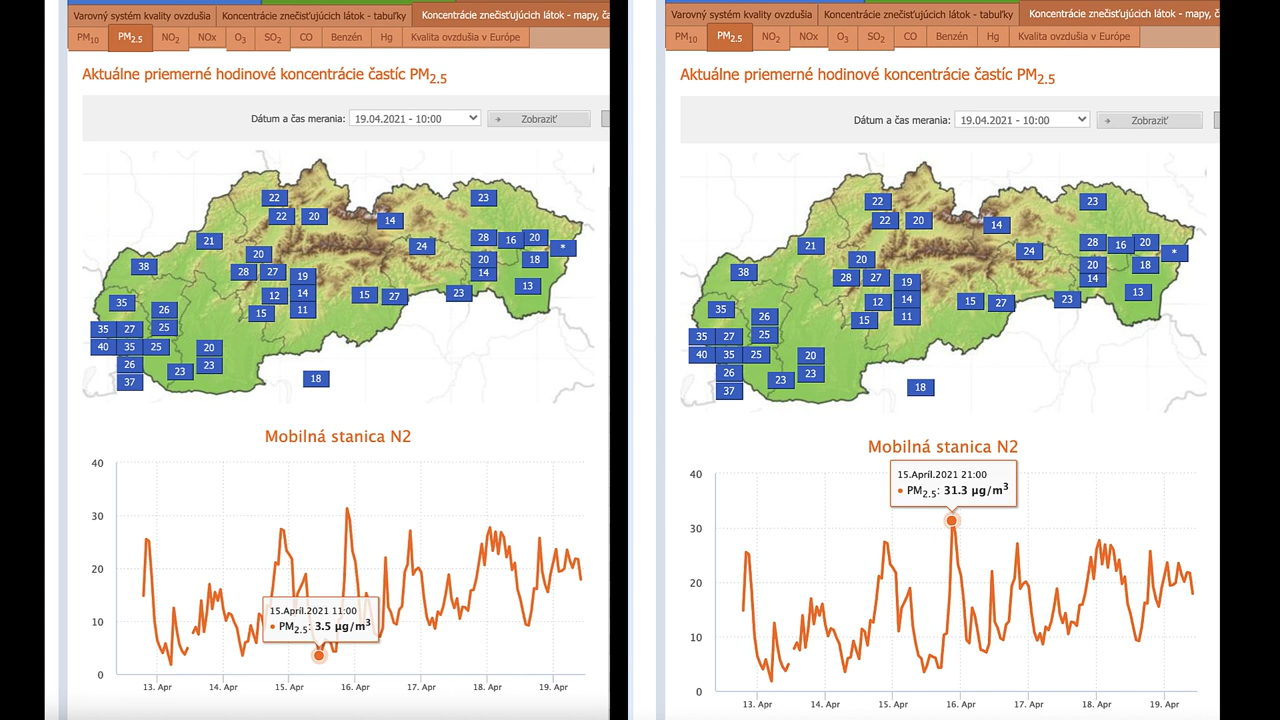 Varovný systém kvality ovzdušia Koncentrácie znečisťujúcich látok - tabuľky Koncentrácie znečisťujúcich látok - mapy, č
PM10 PM2.5 NO2 NOx O3 SO2 CO Benzén Hg Kvalita ovzdušia v Európe
Aktuálne priemerné hodinové koncentrácie častíc PM2.5
Dátum a čas merania: 19.04.2021 - 10:00 Zobraziť
22 23
22 20 14
21 28 16 20
24 *
20 20 18
38 28 27 19 14
12 14 15 27 23 13
35 26 15 11
35 27 25
40 35 25 20
26 23 23
37 18
Mobilná stanica N2
40
30
20
10
0
15.Apríl.2021 11:00
● PM2.5: 3.5 µg/m3
13. Apr 14. Apr 15. Apr 16. Apr 17. Apr 18. Apr 19. Apr
Varovný systém kvality ovzdušia Koncentrácie znečisťujúcich látok - tabuľky Koncentrácie znečisťujúcich látok - mapy, č
PM10 PM2.5 NO2 NOx O3 SO2 CO Benzén Hg Kvalita ovzdušia v Európe
Aktuálne priemerné hodinové koncentrácie častíc PM2.5
Dátum a čas merania: 19.04.2021 - 10:00 Zobraziť
22 23
22 20 14
21 28 16 20
24 *
20 20 18
38 28 27 19 14
12 14 15 27 23 13
35 26 15 11
35 27 25
40 35 25 20
26 23 23
37 18
Mobilná stanica N2
15.Apríl.2021 21:00
● PM2.5: 31.3 µg/m3
40
30
20
10
0
13. Apr 14. Apr 15. Apr 16. Apr 17. Apr 18. Apr 19. Apr